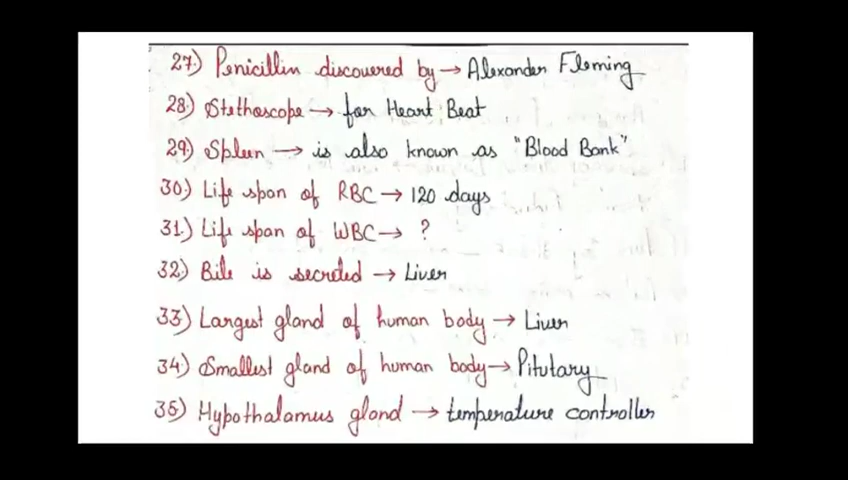 27.) Penicillin discovered by → Alexander Fleming
28.) Stethoscope → for Heart Beat
29.) Spleen → is also known as "Blood Bank"
30.) Life span of RBC → 120 days
31.) Life span of WBC → ?
32.) Bile is secreted → Liver
33.) Largest gland of human body → Liver
34.) Smallest gland of human body → Pitutary
35.) Hypothalamus gland → temperature controller